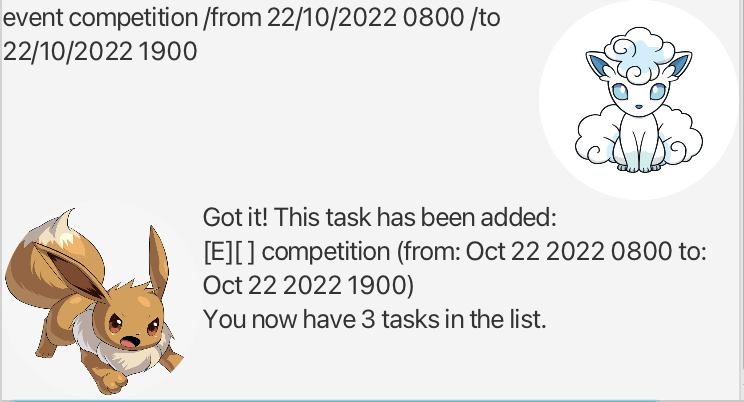 event competition /from 22/10/2022 0800 /to
22/10/2022 1900
Got it! This task has been added:
[E][ ] competition (from: Oct 22 2022 0800 to:
Oct 22 2022 1900)
You now have 3 tasks in the list.